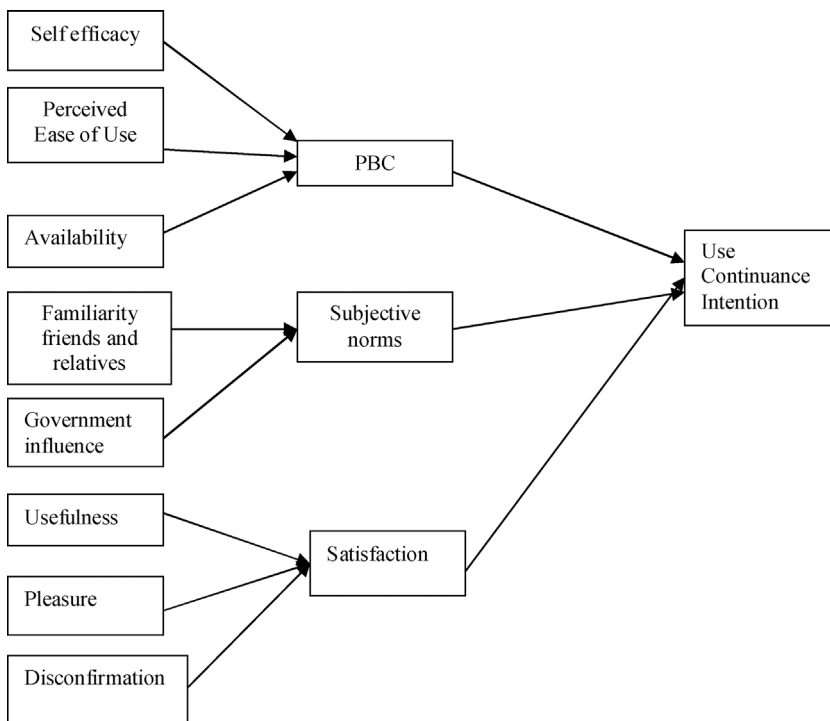 Self efficacy
Perceived
Ease of Use
PBC
Availability
Use
Continuance
Intention
Familiarity
friends and
relatives
Subjective
norms
Government
influence
Usefulness
Satisfaction
Pleasure
Disconfirmation